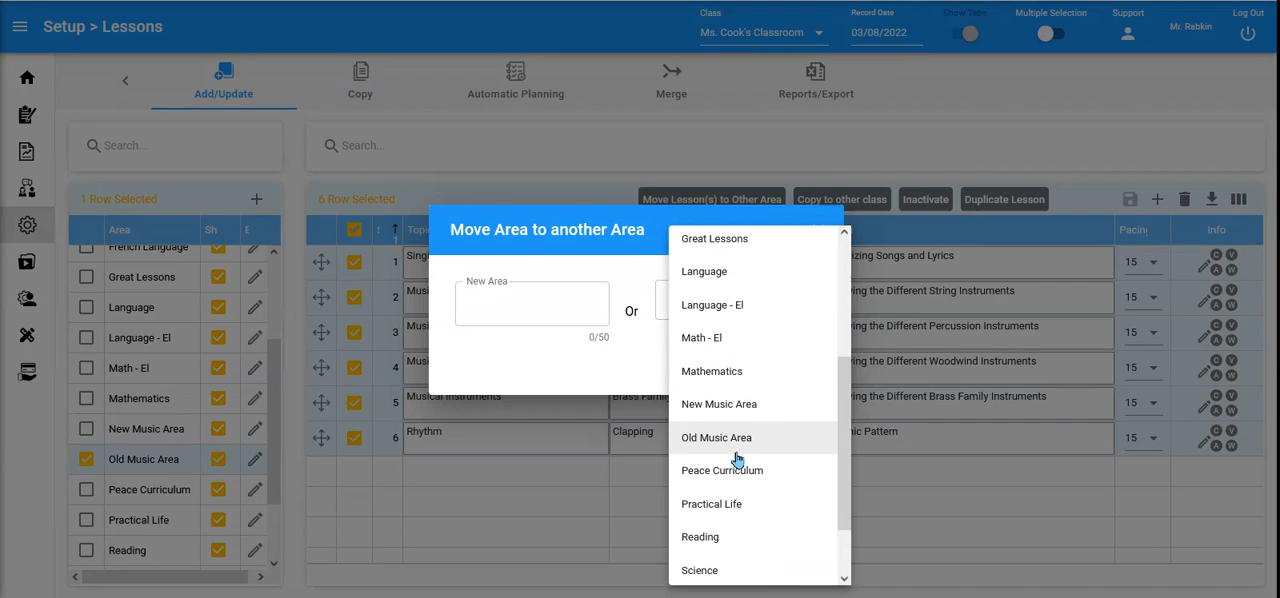 Setup > Lessons
Class
Ms. Cook's Classroom
Record Date
03/08/2022
Show Tabs
Multiple Selection
Support
Mr. Rabkin
Log Out
Add/Update
Copy
Automatic Planning
Merge
Reports/Export
Search...
Search...
1 Row Selected
6 Row Selected
Move Lesson(s) to Other Area
Copy to other class
Inactivate
Duplicate Lesson
Area
Sh
E
French Language
Great Lessons
Language
Language - El
Math - El
Mathematics
New Music Area
Old Music Area
Peace Curriculum
Practical Life
Reading
!
1
Topi
Pacing
Info
1
Sing
izing Songs and Lyrics
15
C V
A W
2
Musi
ying the Different String Instruments
15
C V
A W
3
Musi
ying the Different Percussion Instruments
15
C V
A W
4
Musi
ying the Different Woodwind Instruments
15
C V
A W
5
Musical Instruments
Brass Family
ying the Different Brass Family Instruments
15
C V
A W
6
Rhythm
Clapping
ic Pattern
15
C V
A W
Move Area to another Area
New Area
0/50
Or
Great Lessons
Language
Language - El
Math - El
Mathematics
New Music Area
Old Music Area
Peace Curriculum
Practical Life
Reading
Science